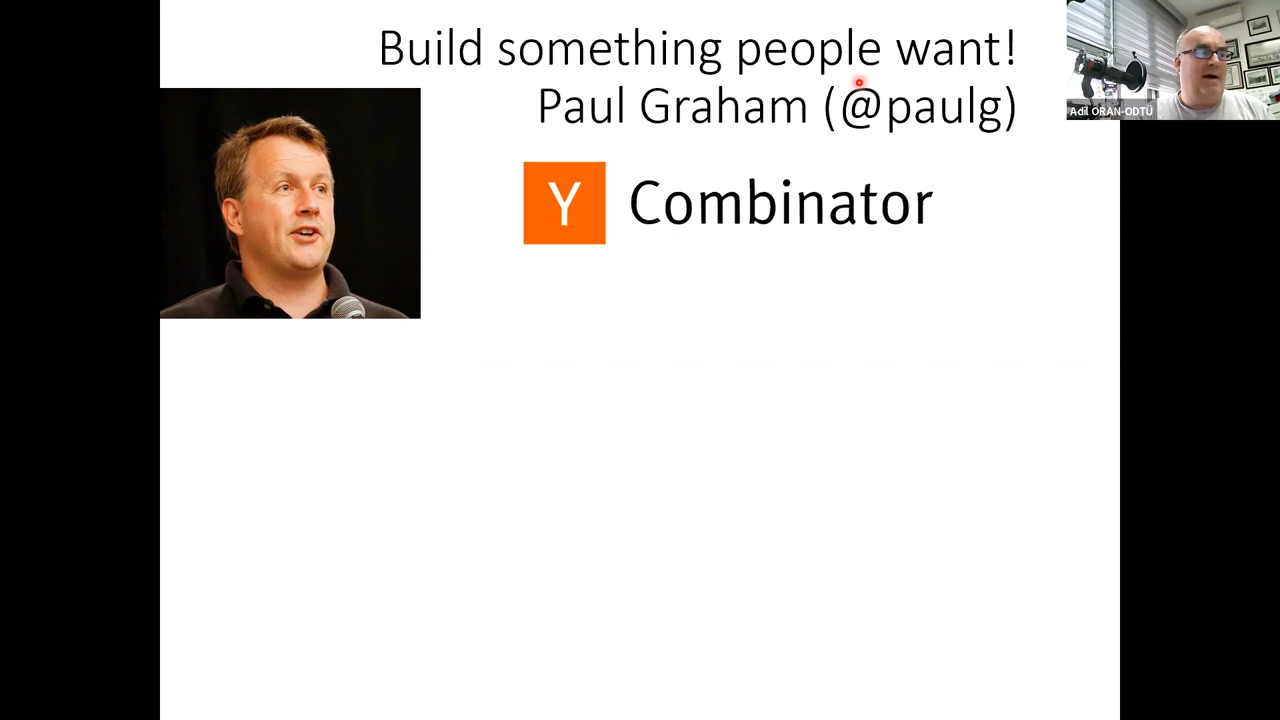 Build something people want!
Paul Graham (@paulg)
Y Combinator
Adil ORAN-ODTÜ